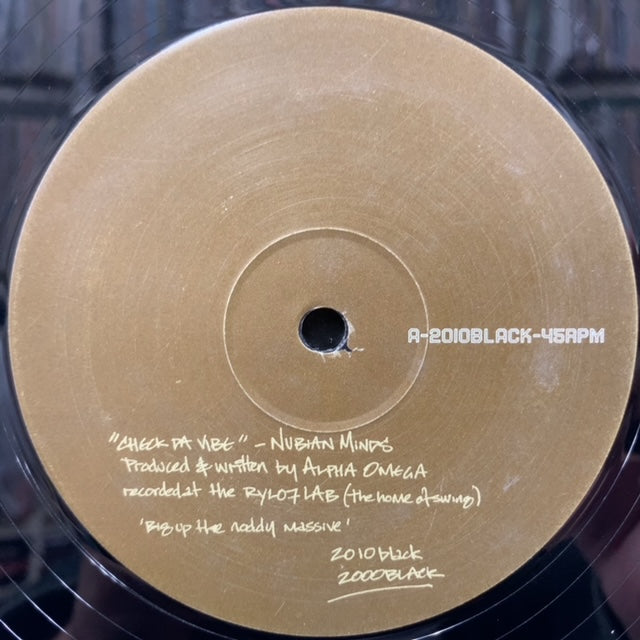 A-2010BLACK-45RPM
"CHECK DA VIBE" – NUBIAN MINDS
Produced & written by ALPHA OMEGA
recorded at the RYLO7 LAB (the home of swing)
'Big up the noddy massive'
2010 black
2000BLACK